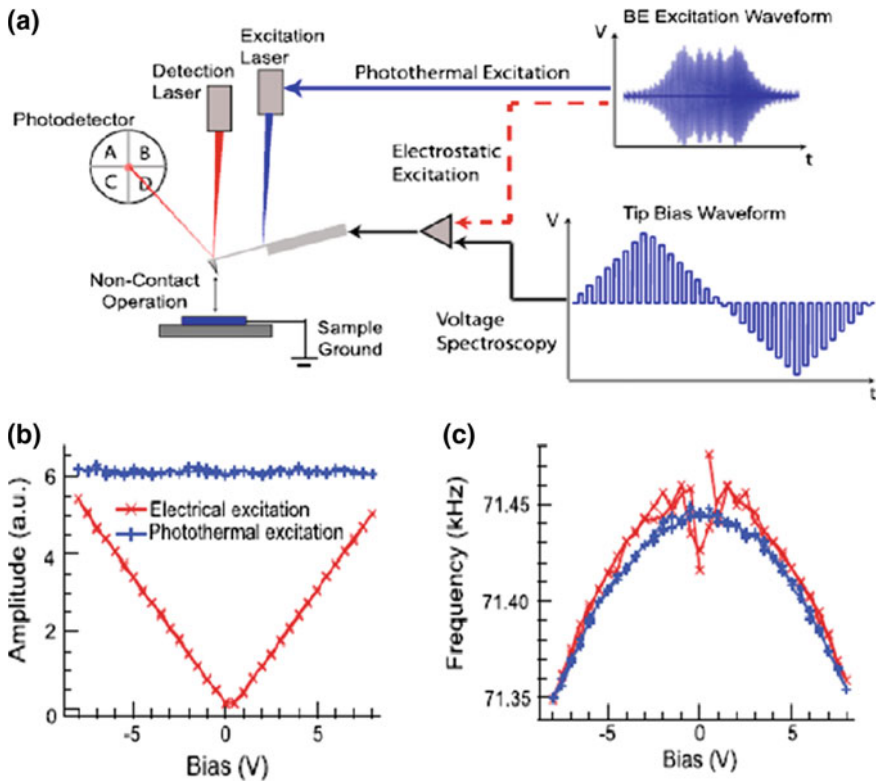 (a)
BE Excitation Waveform
V
t
Excitation
Laser
Detection
Laser
Photothermal Excitation
Photodetector
A B
C D
Electrostatic
Excitation
Tip Bias Waveform
V
t
Non-Contact
Operation
Sample
Ground
Voltage
Spectroscopy
(b)
Amplitude (a.u.)
6
4
2
0
Electrical excitation
Photothermal excitation
-5 0 5
Bias (V)
(c)
Frequency (kHz)
71.45
71.40
71.35
-5 0 5
Bias (V)